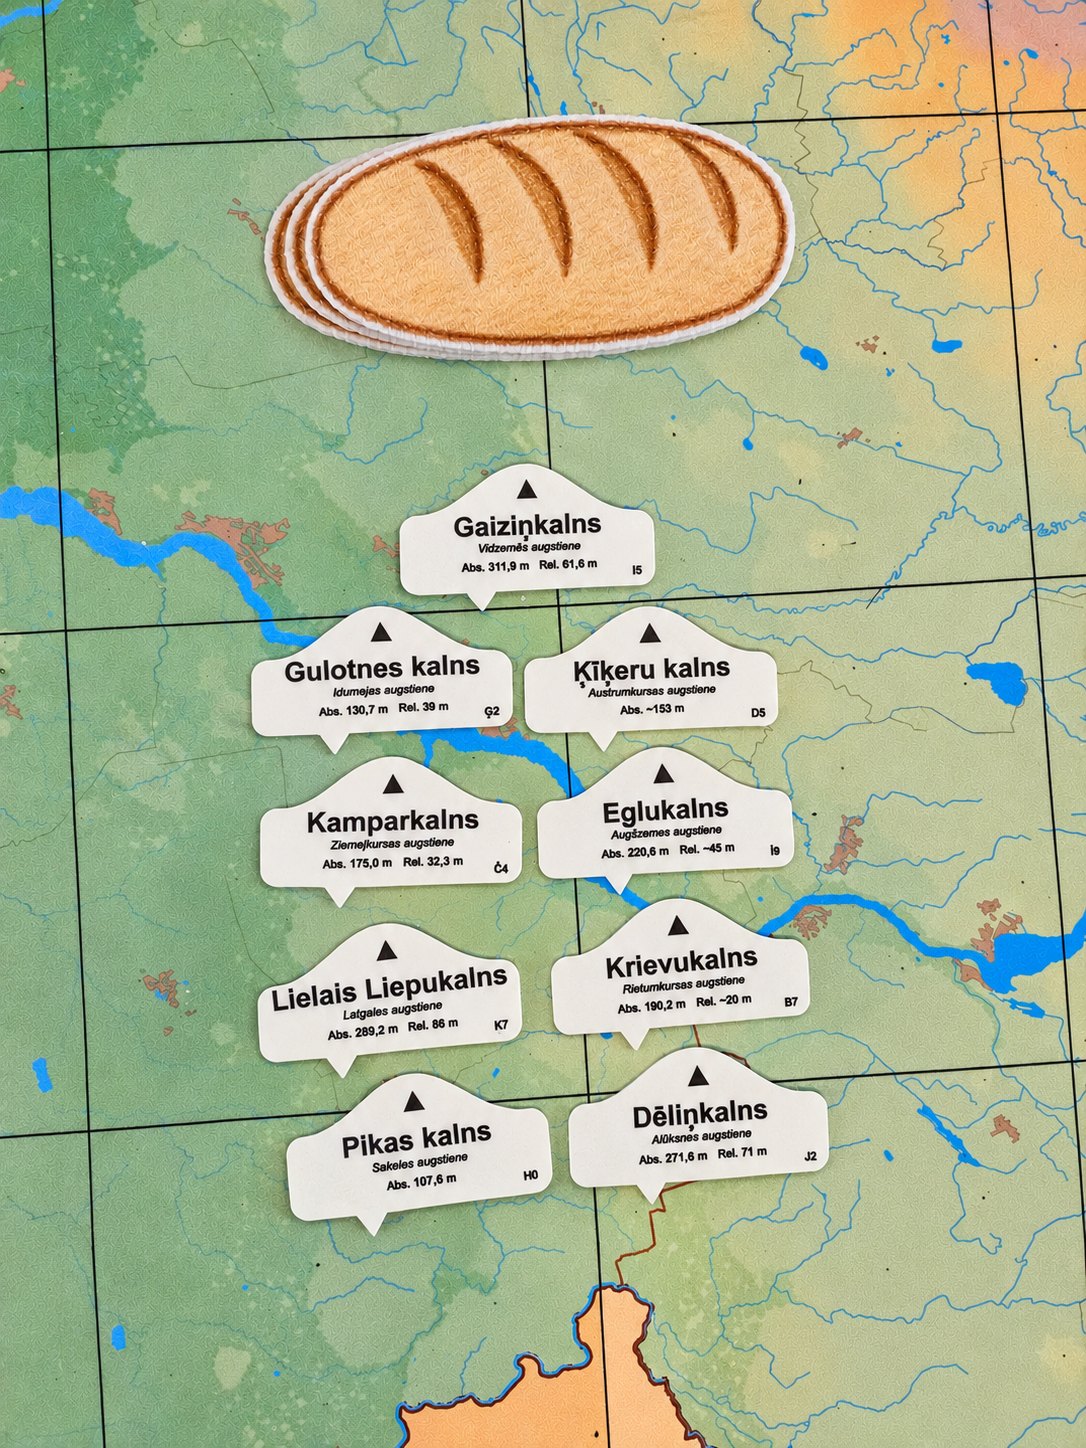 Gaiziņkalns
Vidzemes augstiene
Abs. 311,9 m Rel. 61,6 m
I5
Gulotnes kalns
Idumejas augstiene
Abs. 130,7 m Rel. 39 m
Ģ2
Ķīķeru kalns
Austrumkursas augstiene
Abs. ~153 m
D5
Kamparkalns
Ziemeļkursas augstiene
Abs. 175,0 m Rel. 32,3 m
Č4
Eglukalns
Augšzemes augstiene
Abs. 220,6 m Rel. ~45 m
Lielais Liepukalns
Latgales augstiene
Abs. 289,2 m Rel. 86 m
K7
Krievukalns
Rietumkursas augstiene
Abs. 190,2 m Rel. ~20 m
B7
Pikas kalns
Sakeles augstiene
Abs. 107,6 m
H0
Dēliņkalns
Alūksnes augstiene
Abs. 271,6 m Rel. 71 m
J2